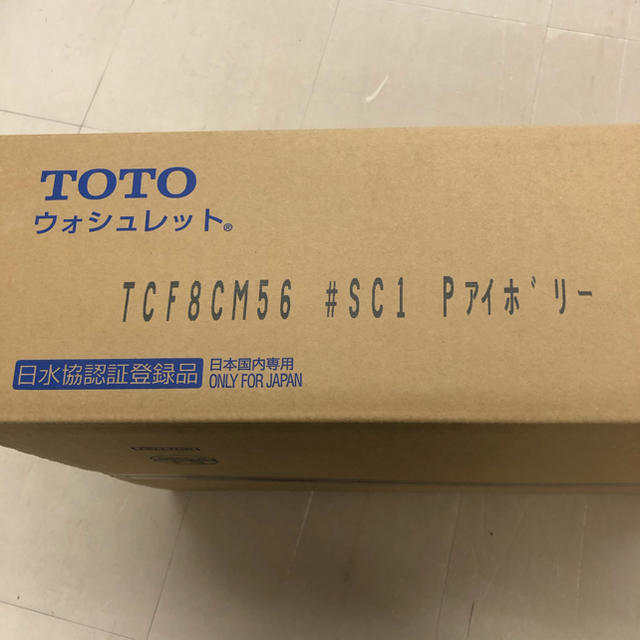 TOTO
ウォシュレット®
TCF8CM56 #SC1 Pアイボリー
日水協認証登録品 日本国内専用
ONLY FOR JAPAN